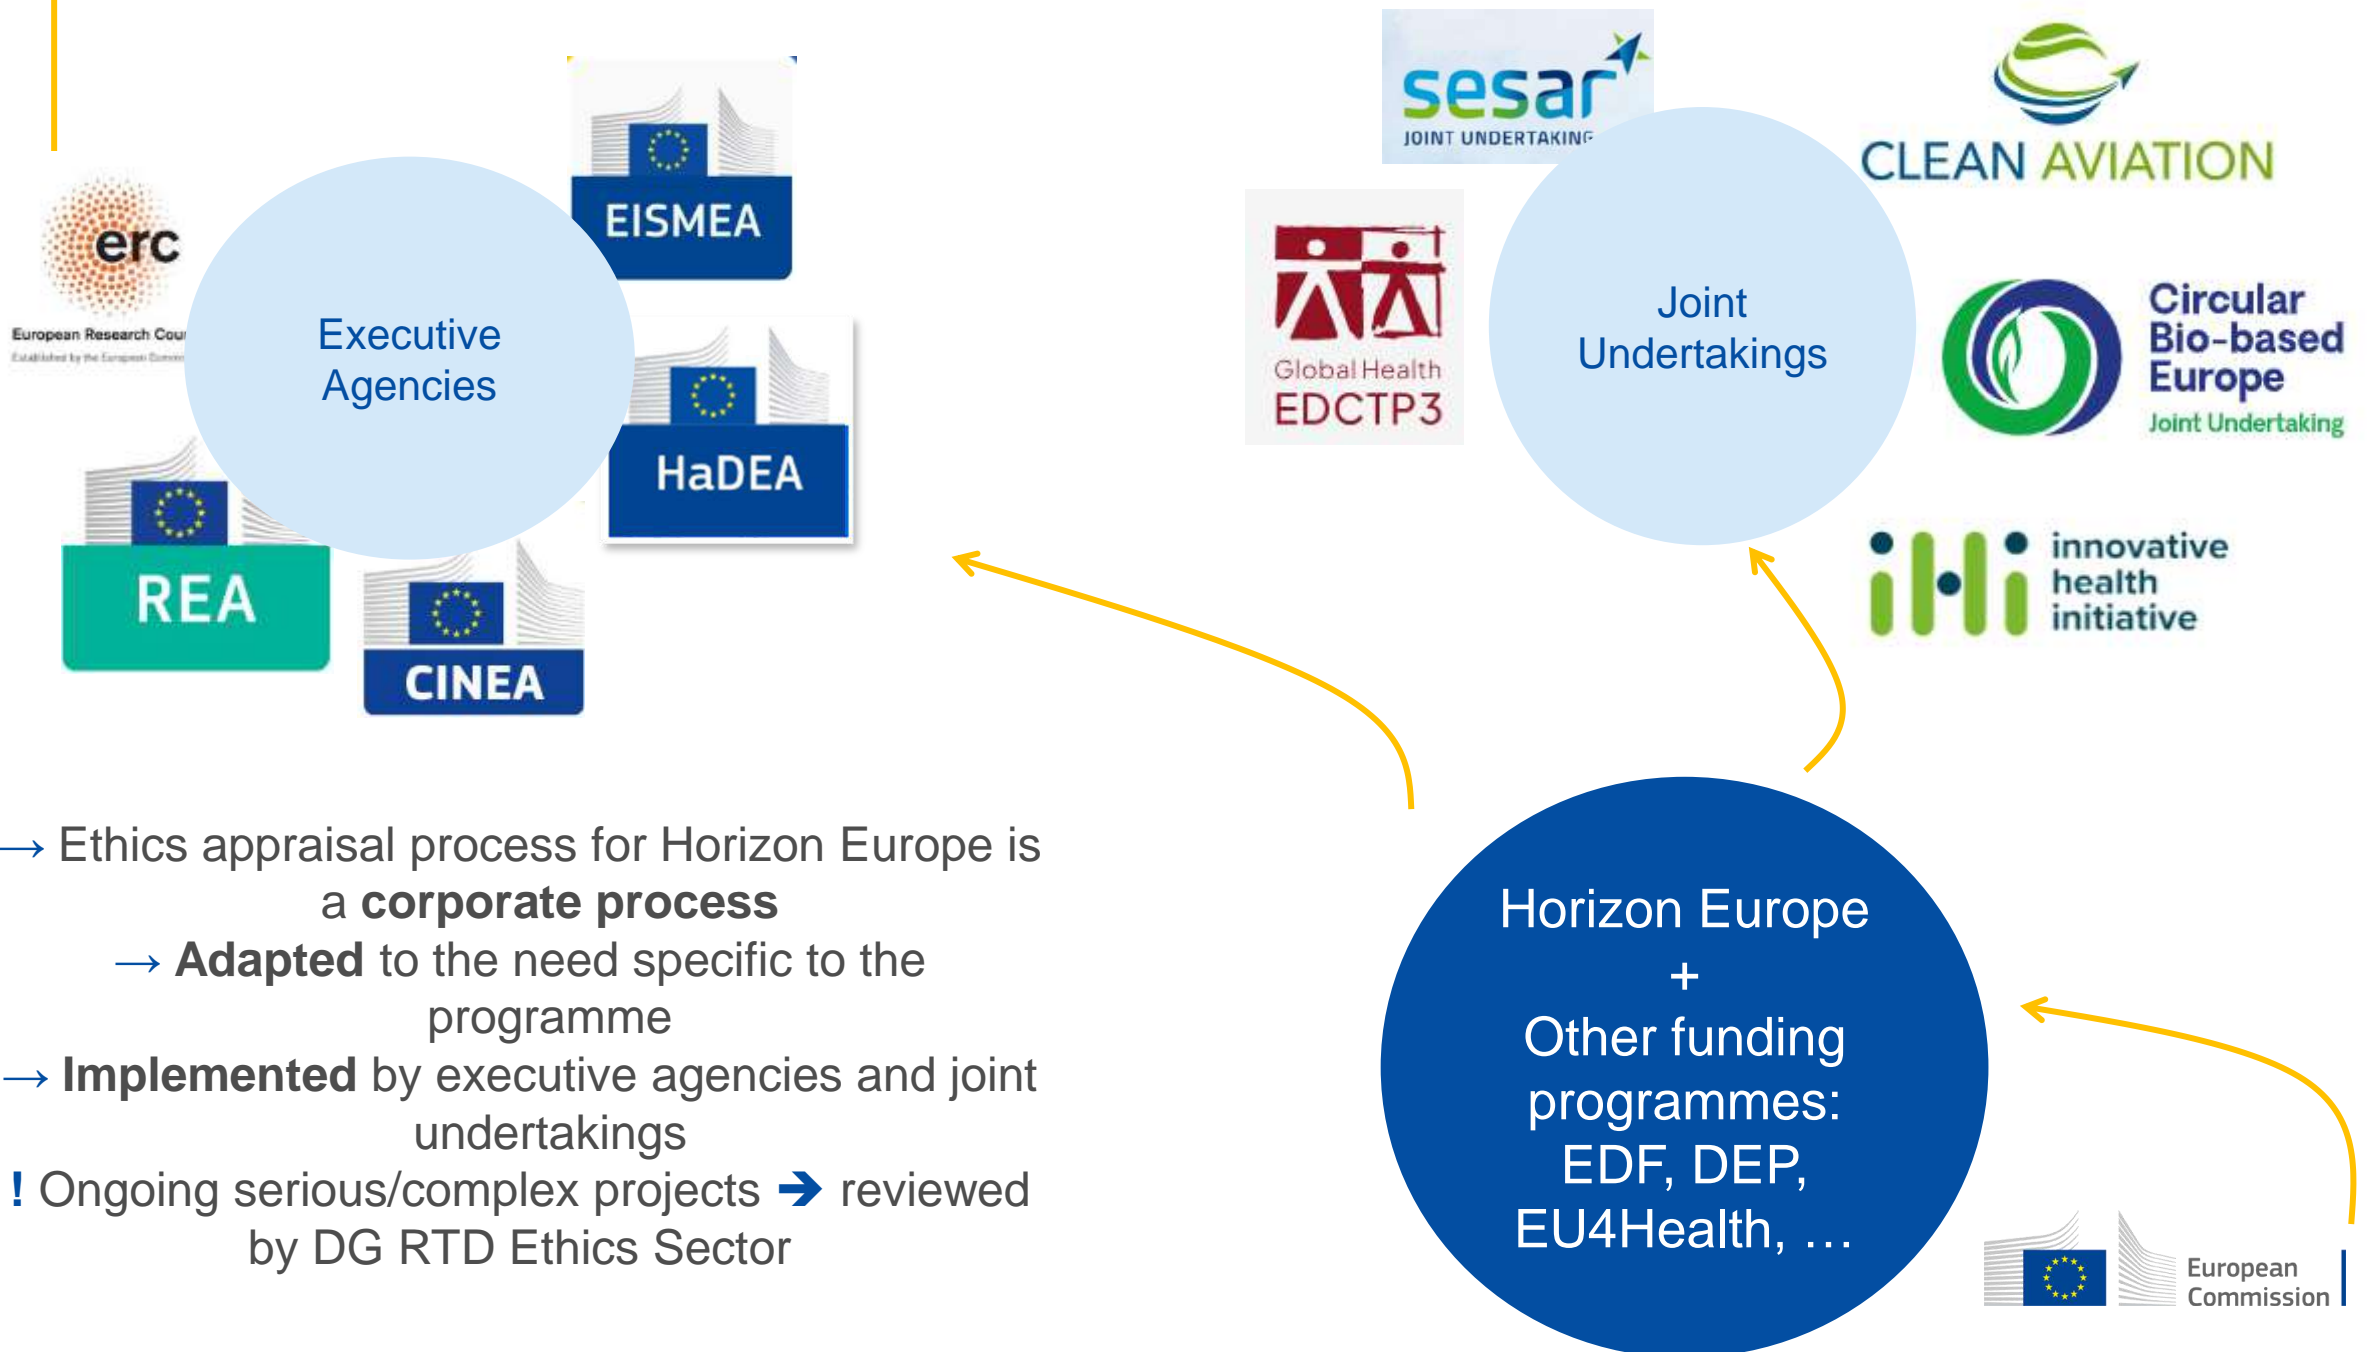 erc
European Research Cou
Executive
Agencies
EISMEA
HaDEA
REA
CINEA
sesar
JOINT UNDERTAKING
CLEAN AVIATION
Global Health
EDCTP3
Joint
Undertakings
Circular
Bio-based
Europe
Joint Undertaking
iHi
innovative
health
initiative
→ Ethics appraisal process for Horizon Europe is
a corporate process
→ Adapted to the need specific to the
programme
→ Implemented by executive agencies and joint
undertakings
! Ongoing serious/complex projects ➔ reviewed
by DG RTD Ethics Sector
Horizon Europe
+
Other funding
programmes:
EDF, DEP,
EU4Health, …
European
Commission